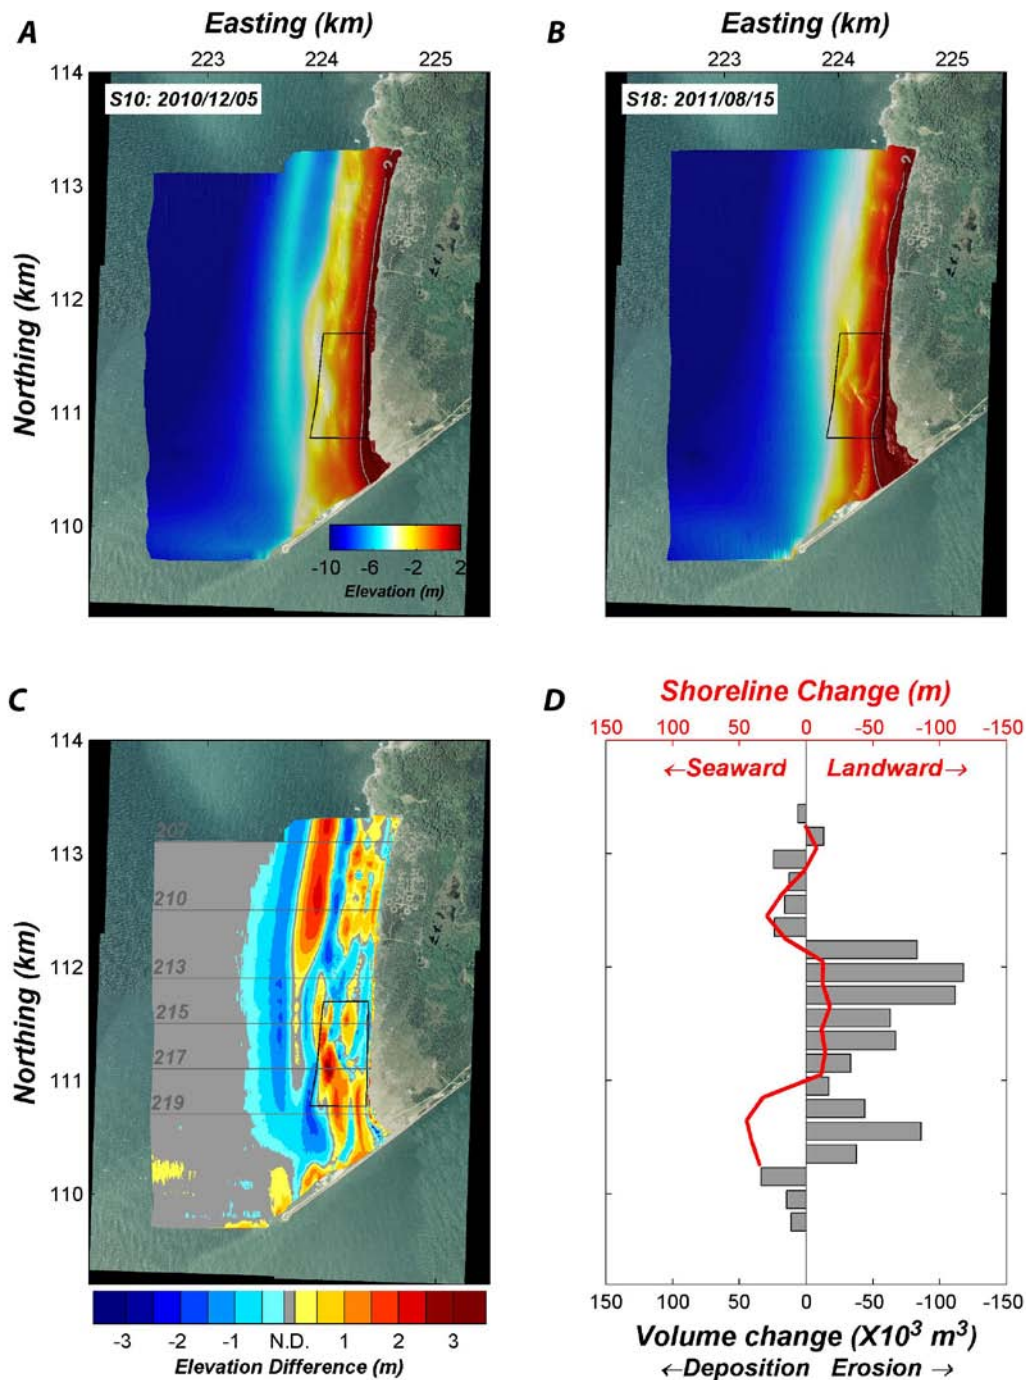 A
Easting (km)
223 224 225
S10: 2010/12/05
114
113
112
111
110
Northing (km)
-10 -6 -2 2
Elevation (m)
B
Easting (km)
223 224 225
S18: 2011/08/15
C
114
113
112
111
110
Northing (km)
207
210
213
215
217
219
-3 -2 -1 N.D. 1 2 3
Elevation Difference (m)
D
Shoreline Change (m)
150 100 50 0 -50 -100 -150
←Seaward Landward→
150 100 50 0 -50 -100 -150
Volume change (X10³ m³)
←Deposition Erosion →